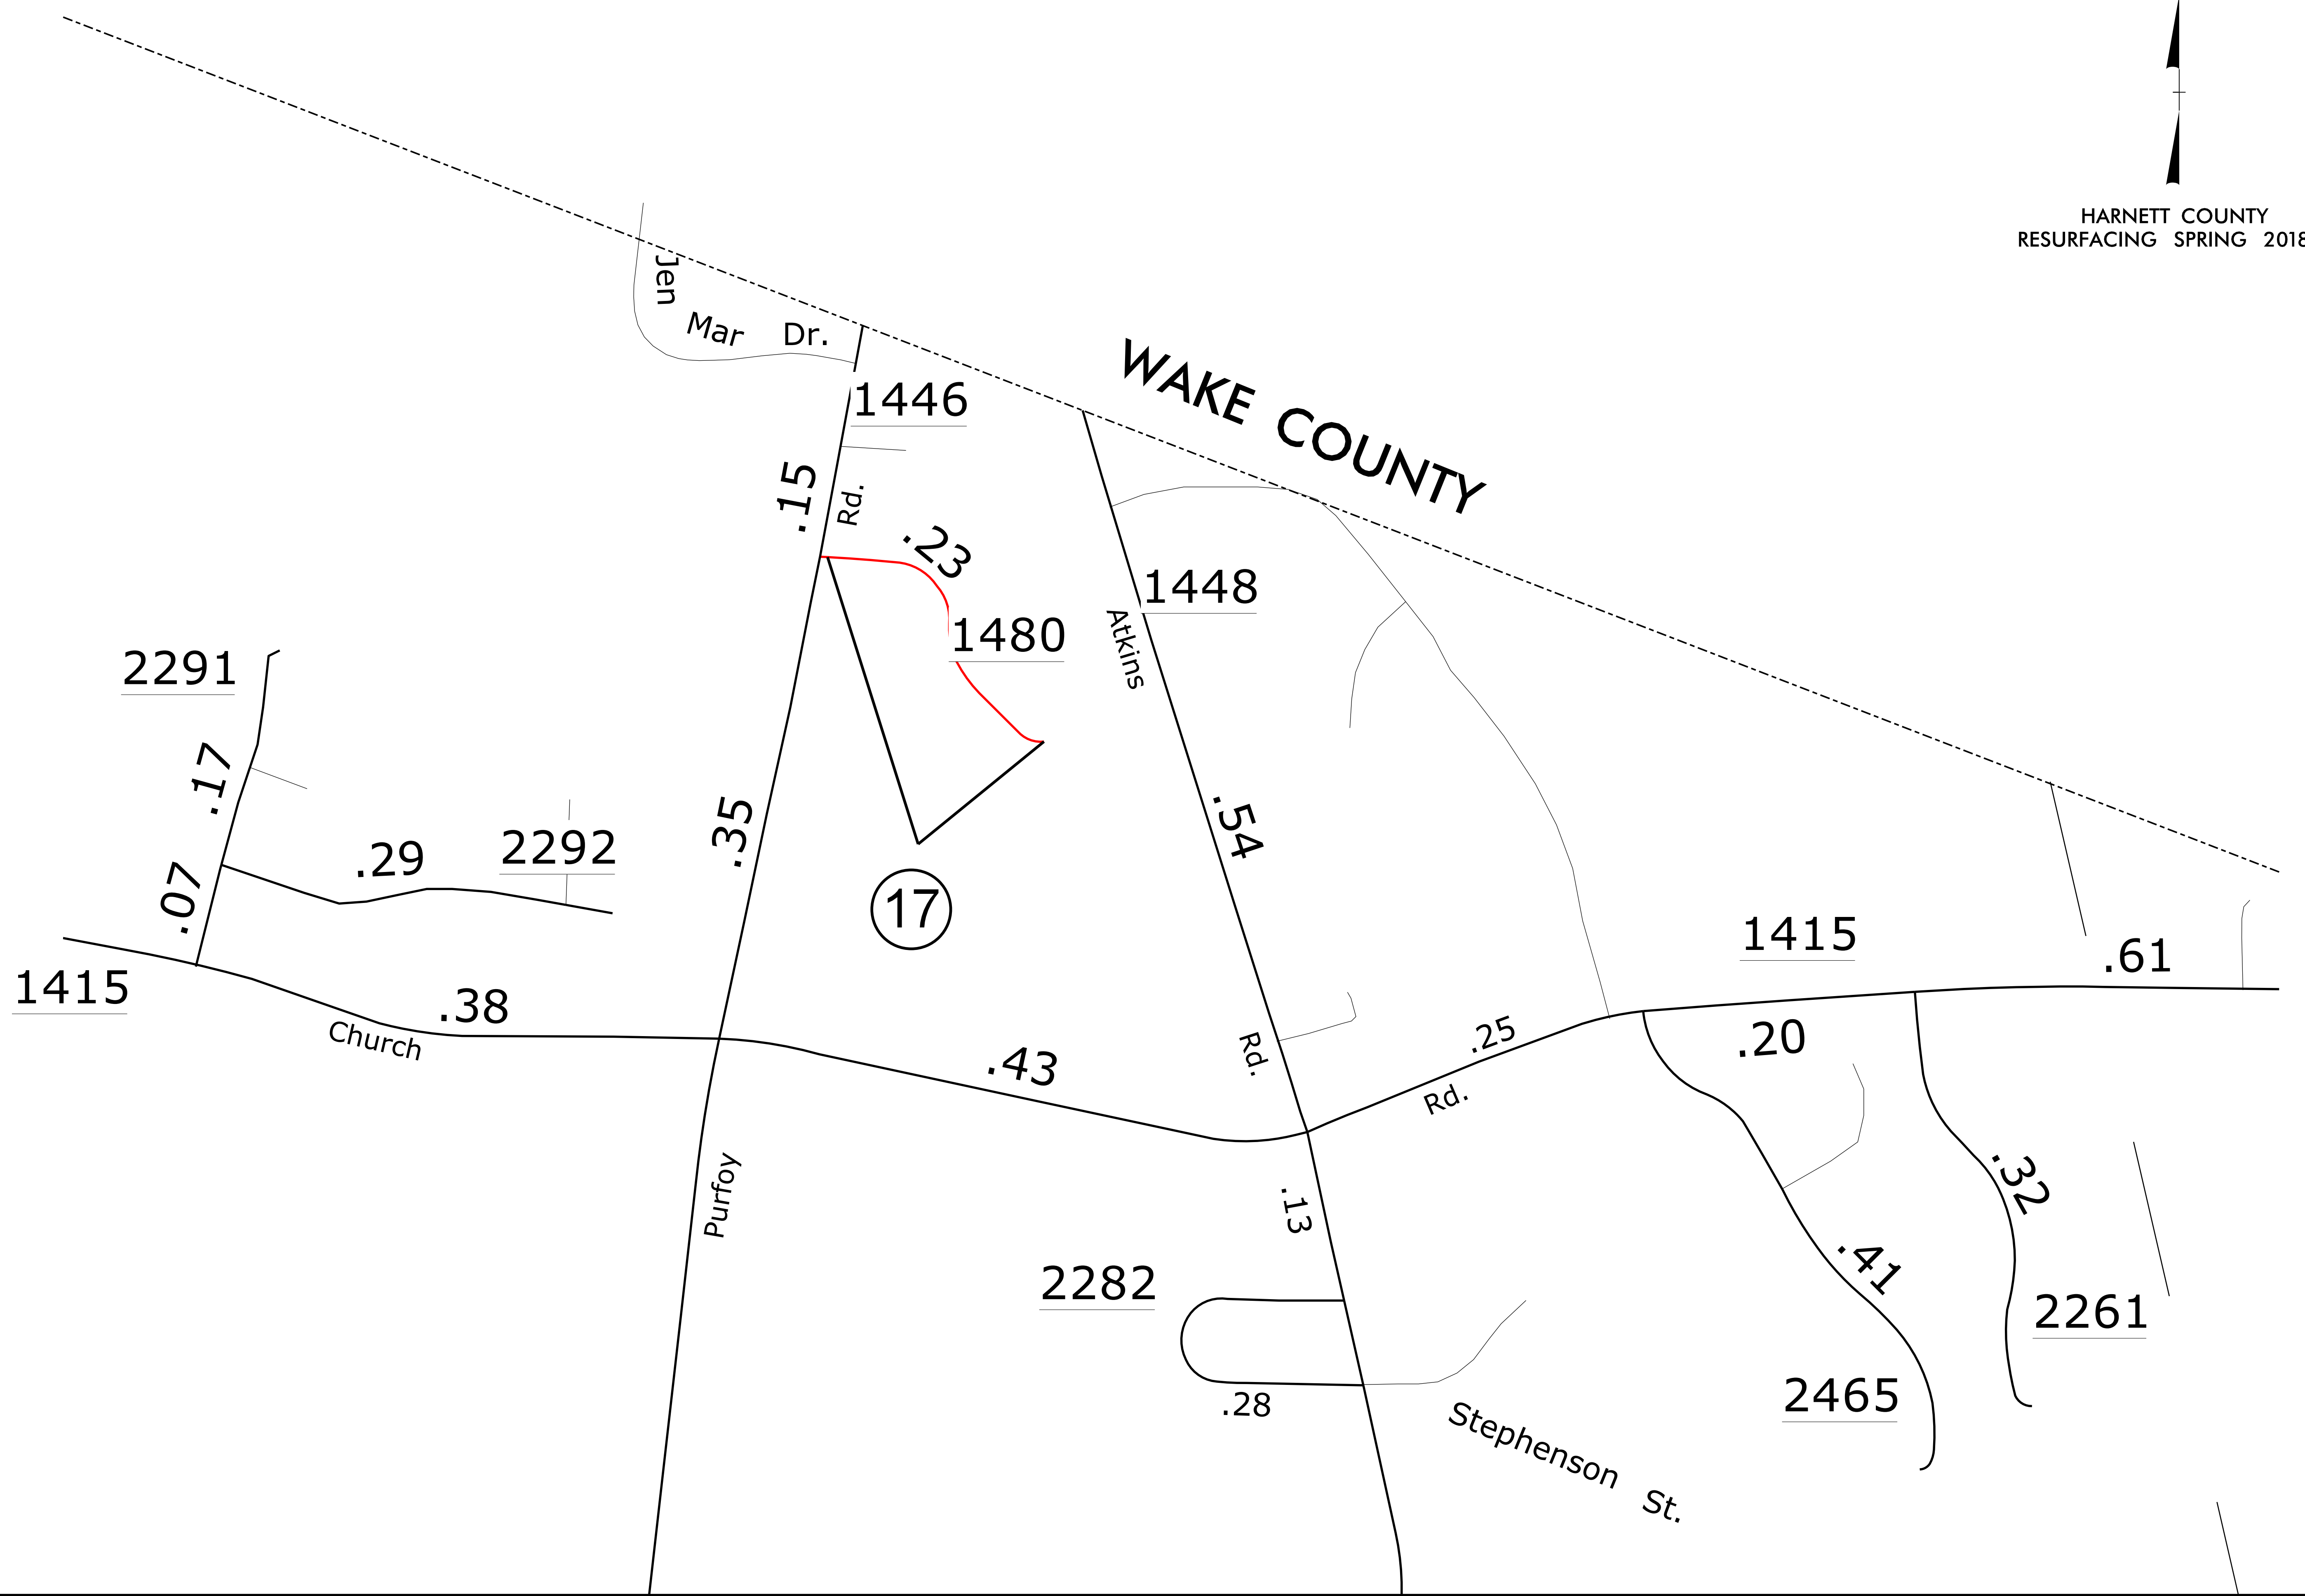 HARNETT COUNTY
RESURFACING SPRING 2018
Jen Mar Dr.
WAKE COUNTY
1446
.15
Rd.
.23
1448
1480
Atkins
2291
.17
.35
.54
.29
2292
.07
17
1415
.61
1415
.38
Church
.43
Rd.
.25
Rd.
.20
Purfoy
.13
.32
.41
2282
2261
.28
2465
Stephenson St.